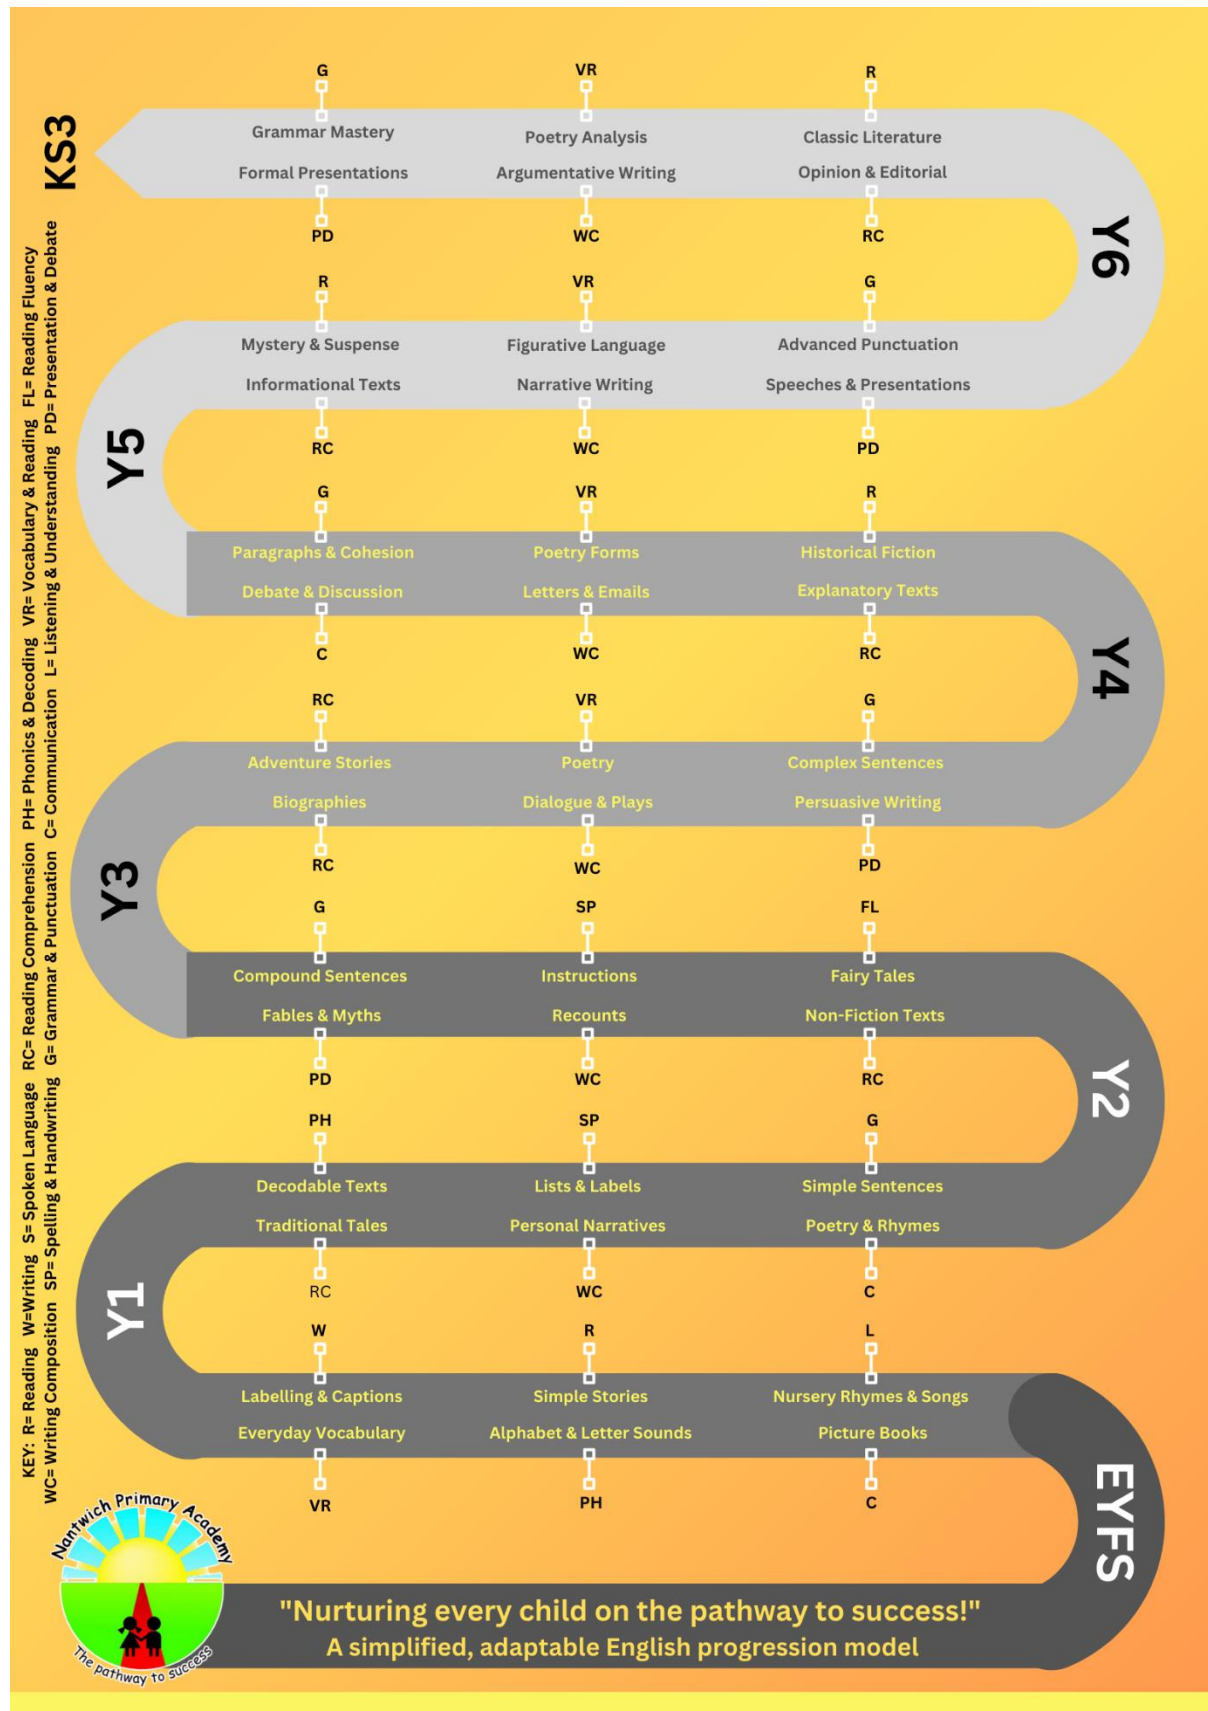 G VR R
KS3
Grammar Mastery Poetry Analysis Classic Literature
Formal Presentations Argumentative Writing Opinion & Editorial
PD WC RC
Y6
R VR G
Mystery & Suspense Figurative Language Advanced Punctuation
Informational Texts Narrative Writing Speeches & Presentations
RC WC PD
Y5
G VR R
Paragraphs & Cohesion Poetry Forms Historical Fiction
Debate & Discussion Letters & Emails Explanatory Texts
C WC RC
Y4
RC VR G
Adventure Stories Poetry Complex Sentences
Biographies Dialogue & Plays Persuasive Writing
RC WC PD
Y3
G SP FL
Compound Sentences Instructions Fairy Tales
Fables & Myths Recounts Non-Fiction Texts
PD WC RC
Y2
PH SP G
Decodable Texts Lists & Labels Simple Sentences
Traditional Tales Personal Narratives Poetry & Rhymes
RC WC C
Y1
W R L
Labelling & Captions Simple Stories Nursery Rhymes & Songs
Everyday Vocabulary Alphabet & Letter Sounds Picture Books
VR PH C
EYFS
KEY: R= Reading W=Writing S= Spoken Language RC= Reading Comprehension PH= Phonics & Decoding VR= Vocabulary & Reading FL= Reading Fluency
WC= Writing Composition SP= Spelling & Handwriting G= Grammar & Punctuation C= Communication L= Listening & Understanding PD= Presentation & Debate
Nantwich Primary Academy
The pathway to success
"Nurturing every child on the pathway to success!"
A simplified, adaptable English progression model